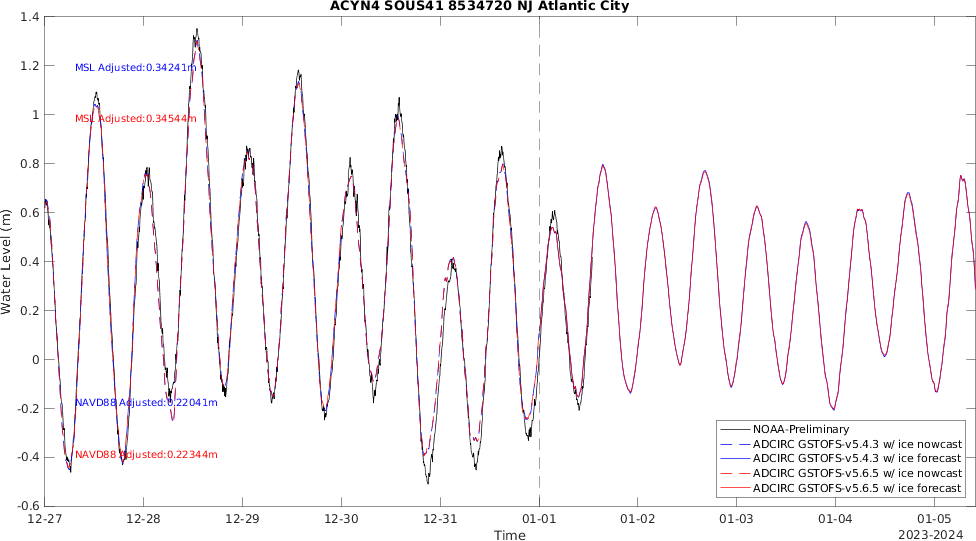 ACYN4 SOUS41 8534720 NJ Atlantic City
1.4
1.2
1
0.8
0.6
0.4
0.2
0
-0.2
-0.4
-0.6
Water Level (m)
MSL Adjusted:0.34241m
MSL Adjusted:0.34544m
NAVD88 Adjusted:0.22041m
NAVD88 Adjusted:0.22344m
NOAA-Preliminary
ADCIRC GSTOFS-v5.4.3 w/ ice nowcast
ADCIRC GSTOFS-v5.4.3 w/ ice forecast
ADCIRC GSTOFS-v5.6.5 w/ ice nowcast
ADCIRC GSTOFS-v5.6.5 w/ ice forecast
12-27 12-28 12-29 12-30 12-31 01-01 01-02 01-03 01-04 01-05
Time
2023-2024